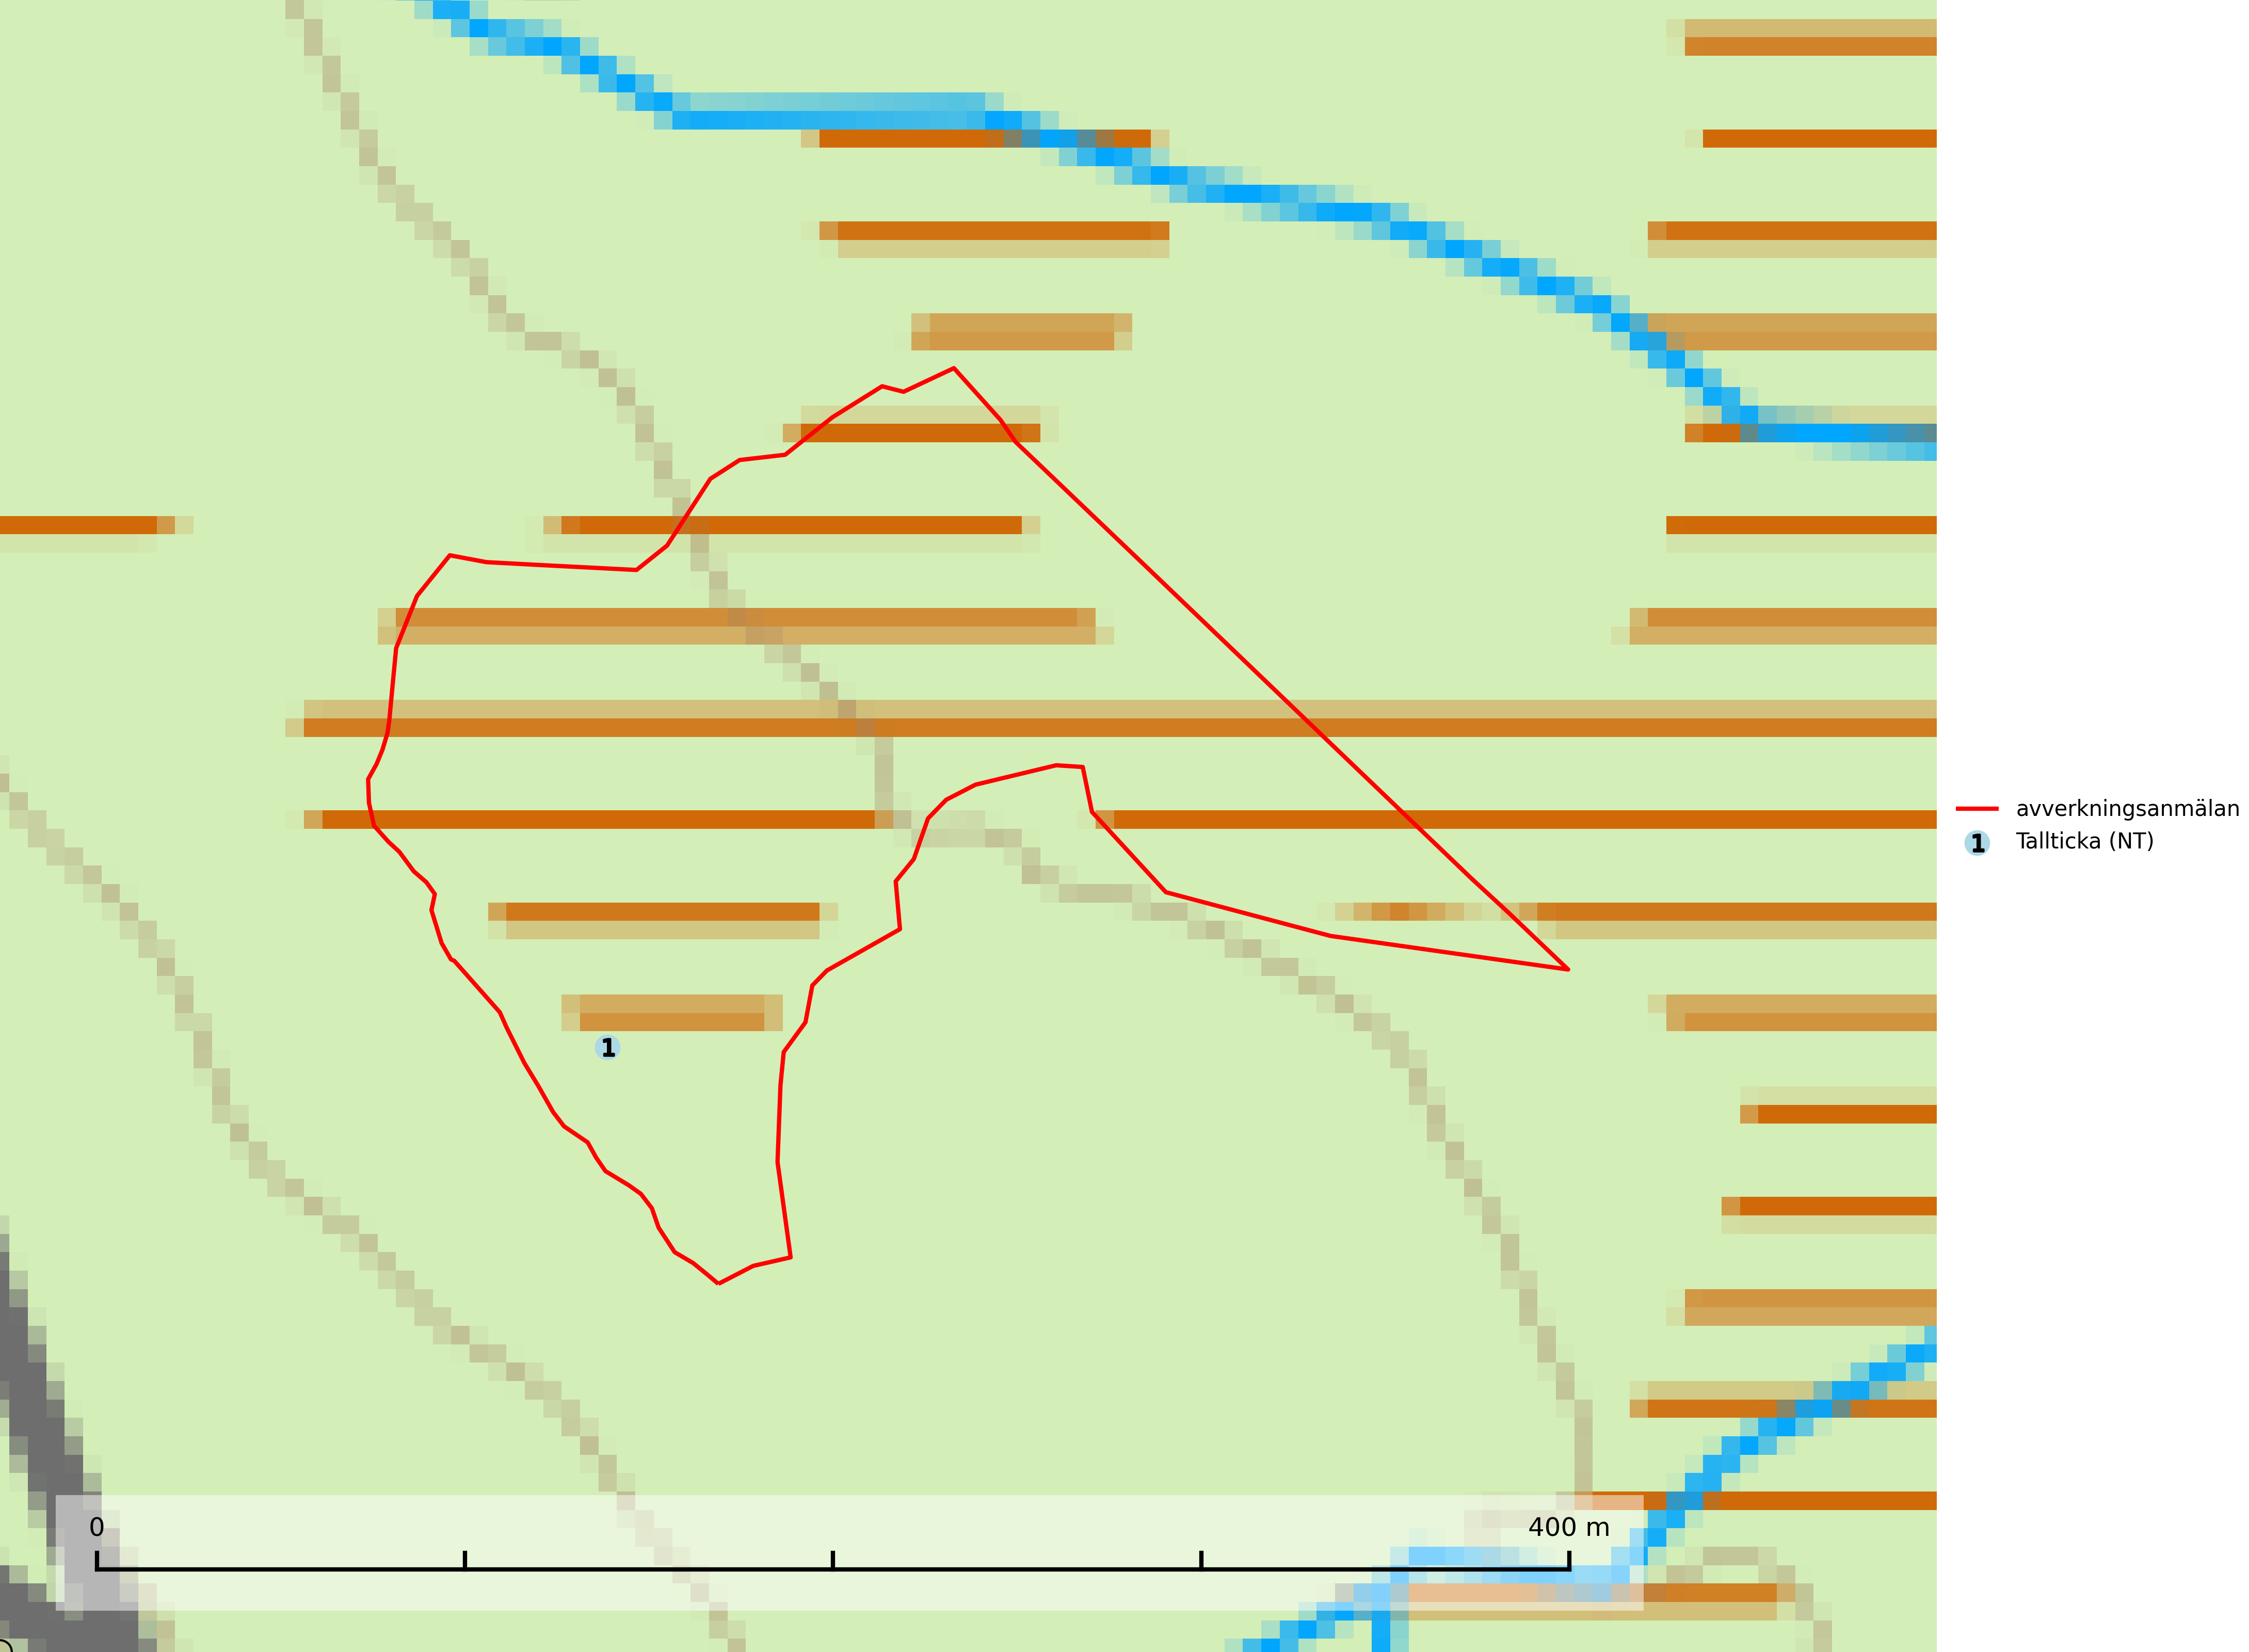 avverkningsanmälan
1 Tallticka (NT)
1
0 400 m